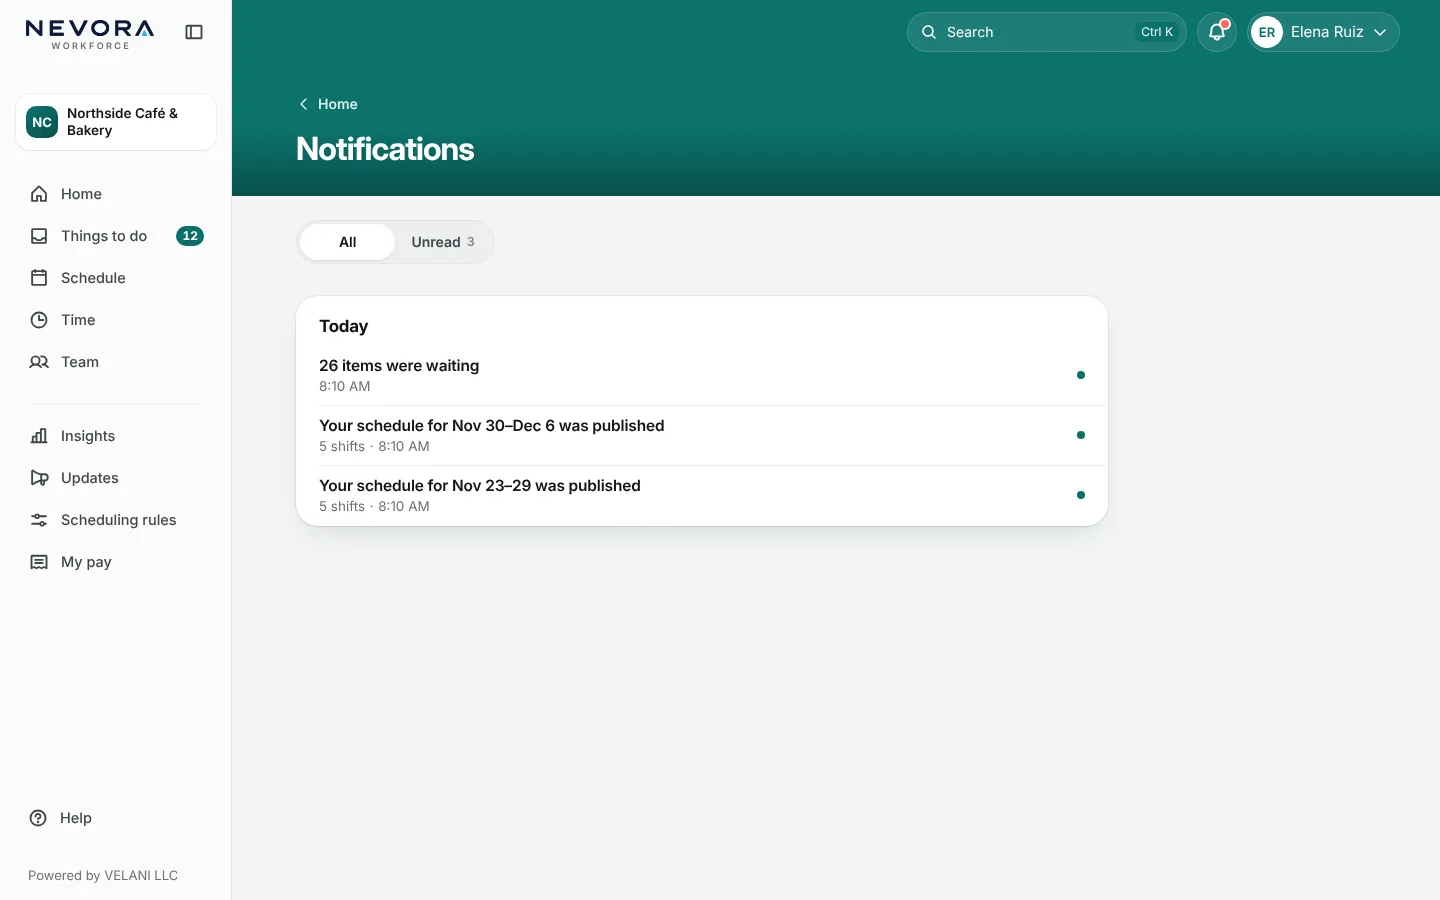 NEVORA
WORKFORCE
Search
Ctrl K
ER
Elena Ruiz
NC
Northside Café &
Bakery
Home
Things to do
12
Schedule
Time
Team
Insights
Updates
Scheduling rules
My pay
Help
Powered by VELANI LLC
Home
Notifications
All
Unread 3
Today
26 items were waiting
8:10 AM
Your schedule for Nov 30–Dec 6 was published
5 shifts · 8:10 AM
Your schedule for Nov 23–29 was published
5 shifts · 8:10 AM